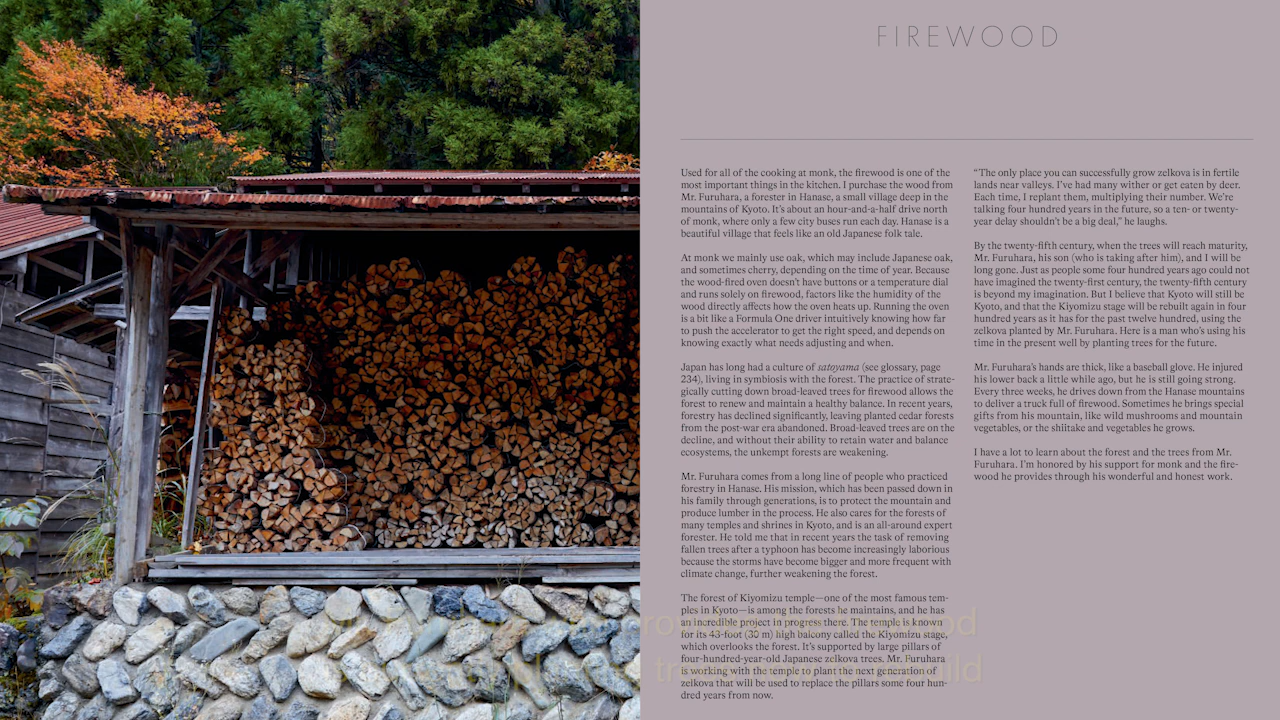 FIREWOOD
Used for all of the cooking at monk, the firewood is one of the
most important things in the kitchen. I purchase the wood from
Mr. Furuhara, a forester in Hanase, a small village deep in the
mountains of Kyoto. It's about an hour-and-a-half drive north
of monk, where only a few city buses run each day. Hanase is a
beautiful village that feels like an old Japanese folk tale.
At monk we mainly use oak, which may include Japanese oak,
and sometimes cherry, depending on the time of year. Because
the wood-fired oven doesn't have buttons or a temperature dial
and runs solely on firewood, factors like the humidity of the
wood directly affects how the oven heats up. Running the oven
is a bit like a Formula One driver intuitively knowing how far
to push the accelerator to get the right speed, and depends on
knowing exactly what needs adjusting and when.
Japan has long had a culture of satoyama (see glossary, page
234), living in symbiosis with the forest. The practice of strate-
gically cutting down broad-leaved trees for firewood allows the
forest to renew and maintain a healthy balance. In recent years,
forestry has declined significantly, leaving planted cedar forests
from the post-war era abandoned. Broad-leaved trees are on the
decline, and without their ability to retain water and balance
ecosystems, the unkempt forests are weakening.
Mr. Furuhara comes from a long line of people who practiced
forestry in Hanase. His mission, which has been passed down in
his family through generations, is to protect the mountain and
produce lumber in the process. He also cares for the forests of
many temples and shrines in Kyoto, and is an all-around expert
forester. He told me that in recent years the task of removing
fallen trees after a typhoon has become increasingly laborious
because the storms have become bigger and more frequent with
climate change, further weakening the forest.
The forest of Kiyomizu temple—one of the most famous tem-
ples in Kyoto—is among the forests he maintains, and he has
an incredible project in progress there. The temple is known
for its 43-foot (30 m) high balcony called the Kiyomizu stage,
which overlooks the forest. It's supported by large pillars of
four-hundred-year-old Japanese zelkova trees. Mr. Furuhara
is working with the temple to plant the next generation of
zelkova that will be used to replace the pillars some four hun-
dred years from now.
“The only place you can successfully grow zelkova is in fertile
lands near valleys. I've had many wither or get eaten by deer.
Each time, I replant them, multiplying their number. We're
talking four hundred years in the future, so a ten- or twenty-
year delay shouldn't be a big deal,” he laughs.
By the twenty-fifth century, when the trees will reach maturity,
Mr. Furuhara, his son (who is taking after him), and I will be
long gone. Just as people some four hundred years ago could not
have imagined the twenty-first century, the twenty-fifth century
is beyond my imagination. But I believe that Kyoto will still be
Kyoto, and that the Kiyomizu stage will be rebuilt again in four
hundred years as it has for the past twelve hundred, using the
zelkova planted by Mr. Furuhara. Here is a man who's using his
time in the present well by planting trees for the future.
Mr. Furuhara's hands are thick, like a baseball glove. He injured
his lower back a little while ago, but he is still going strong.
Every three weeks, he drives down from the Hanase mountains
to deliver a truck full of firewood. Sometimes he brings special
gifts from his mountain, like wild mushrooms and mountain
vegetables, or the shiitake and vegetables he grows.
I have a lot to learn about the forest and the trees from Mr.
Furuhara. I'm honored by his support for monk and the fire-
wood he provides through his wonderful and honest work.